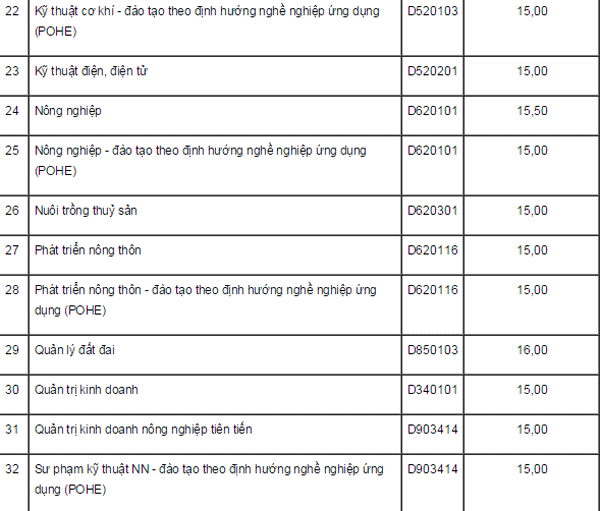 22 Kỹ thuật cơ khí - đảo tạo theo định hướng nghề nghiệp ứng dụng D520103 15,00
(POHE)
23 Kỹ thuật điện, điện tử D520201 15,00
24 Nông nghiệp D620101 15,50
25 Nông nghiệp - đảo tạo theo định hướng nghề nghiệp ứng dụng D620101 15,00
(POHE)
26 Nuôi trồng thuỷ sản D620301 15,00
27 Phát triển nông thôn D620116 15,00
28 Phát triển nông thôn - đảo tạo theo định hướng nghề nghiệp ứng D620116 15,00
dụng (POHE)
29 Quản lý đất đai D850103 16,00
30 Quản trị kinh doanh D340101 15,00
31 Quản trị kinh doanh nông nghiệp tiên tiến D903414 15,00
32 Sư phạm kỹ thuật NN - đảo tạo theo định hướng nghề nghiệp ứng D903414 15,00
dụng (POHE)